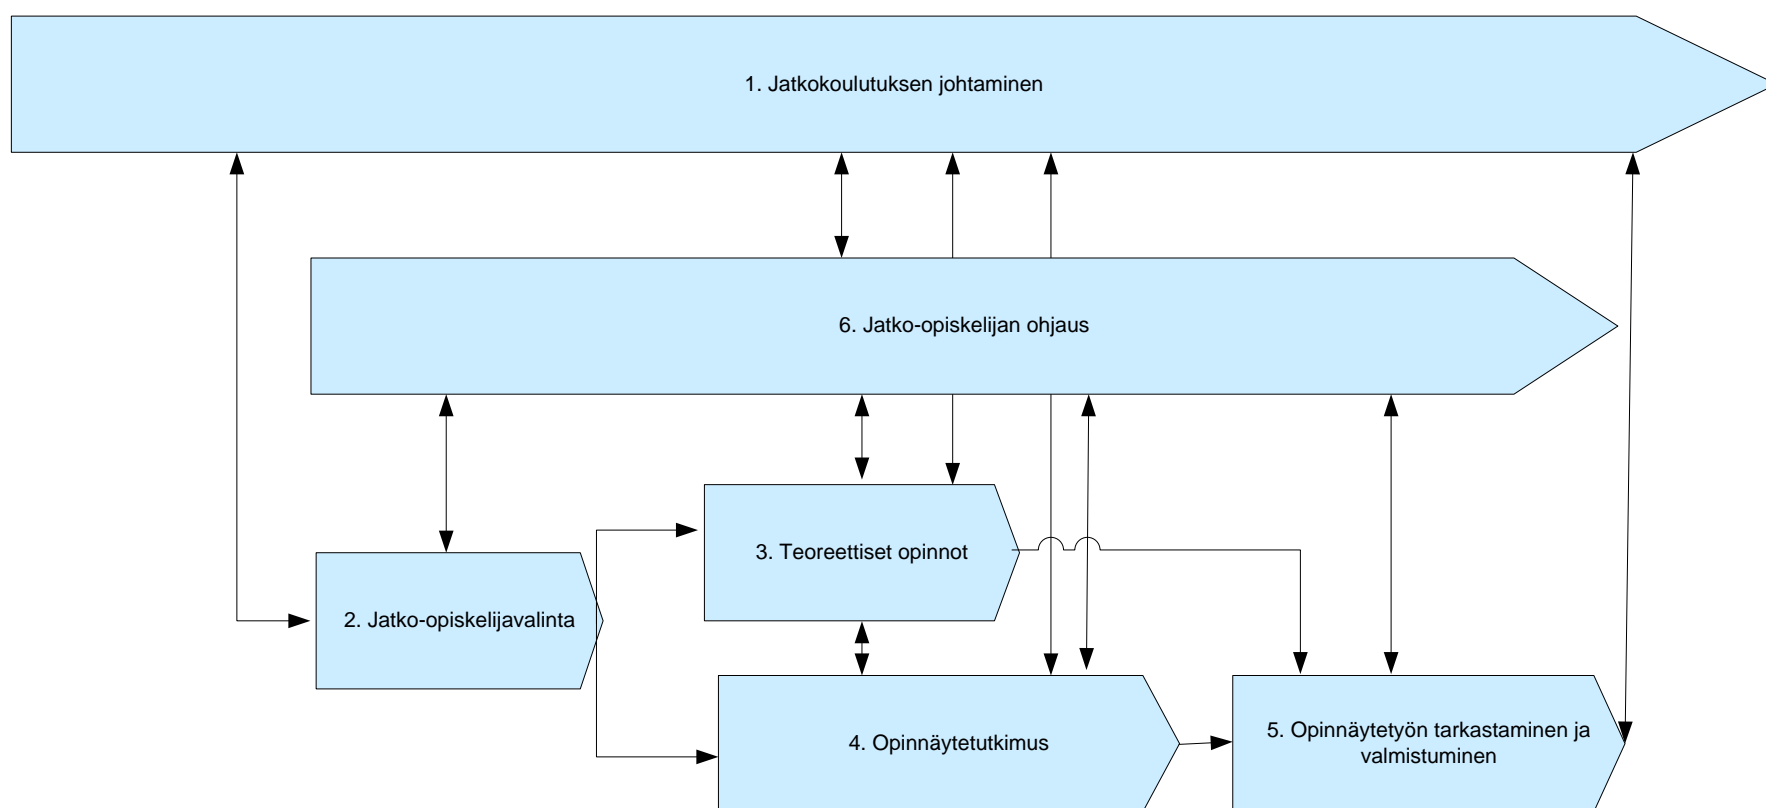 1. Jatkokoulutuksen johtaminen
6. Jatko-opiskelijan ohjaus
3. Teoreettiset opinnot
2. Jatko-opiskelijavalinta
4. Opinnäytetutkimus
5. Opinnäytetyön tarkastaminen ja
valmistuminen